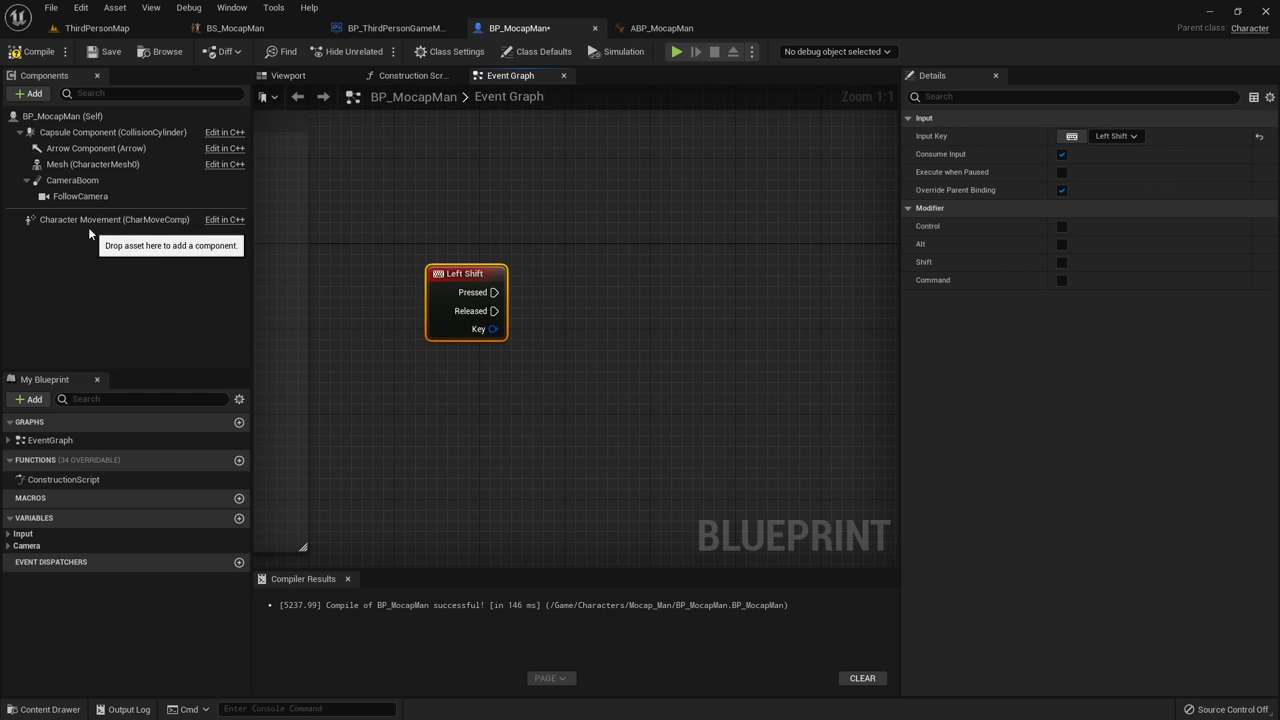 File Edit Asset View Debug Window Tools Help
ThirdPersonMap BS_MocapMan BP_ThirdPersonGameM... BP_MocapMan* ABP_MocapMan Parent class: Character
Compile Save Browse Diff Find Hide Unrelated Class Settings Class Defaults Simulation No debug object selected
Components Viewport Construction Scr... Event Graph Details
Add Search BP_MocapMan > Event Graph Zoom 1:1 Search
BP_MocapMan (Self)
Capsule Component (CollisionCylinder) Edit in C++
Arrow Component (Arrow) Edit in C++
Mesh (CharacterMesh0) Edit in C++
CameraBoom
FollowCamera
Character Movement (CharMoveComp) Edit in C++
Drop asset here to add a component.
Left Shift
Pressed
Released
Key
Input
Input Key Left Shift
Consume Input
Execute when Paused
Override Parent Binding
Modifier
Control
Alt
Shift
Command
My Blueprint
Add Search
GRAPHS
EventGraph
FUNCTIONS (34 OVERRIDABLE)
ConstructionScript
MACROS
VARIABLES
Input
Camera
EVENT DISPATCHERS
BLUEPRINT
Compiler Results
[5237.99] Compile of BP_MocapMan successful! [in 146 ms] (/Game/Characters/Mocap_Man/BP_MocapMan.BP_MocapMan)
PAGE CLEAR
Content Drawer Output Log Cmd Enter Console Command Source Control Off